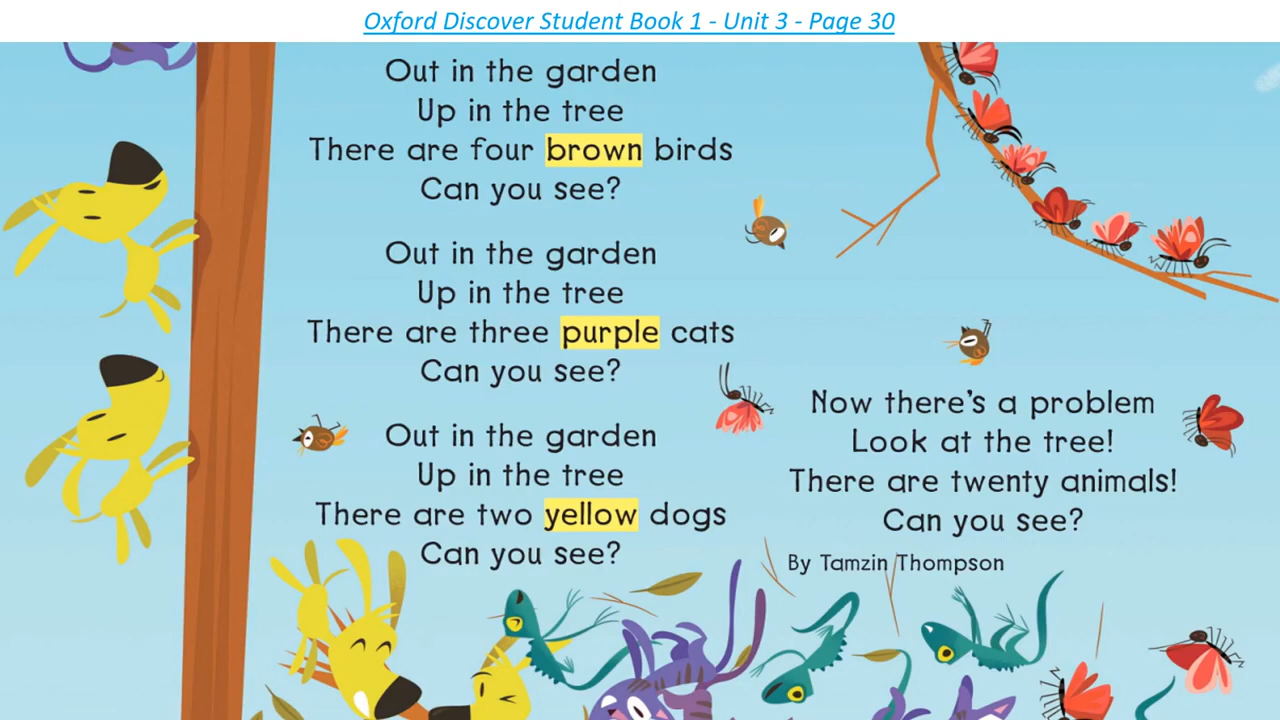 Oxford Discover Student Book 1 - Unit 3 - Page 30
Out in the garden
Up in the tree
There are four brown birds
Can you see?
Out in the garden
Up in the tree
There are three purple cats
Can you see?
Out in the garden
Up in the tree
There are two yellow dogs
Can you see?
Now there's a problem
Look at the tree!
There are twenty animals!
Can you see?
By Tamzin Thompson